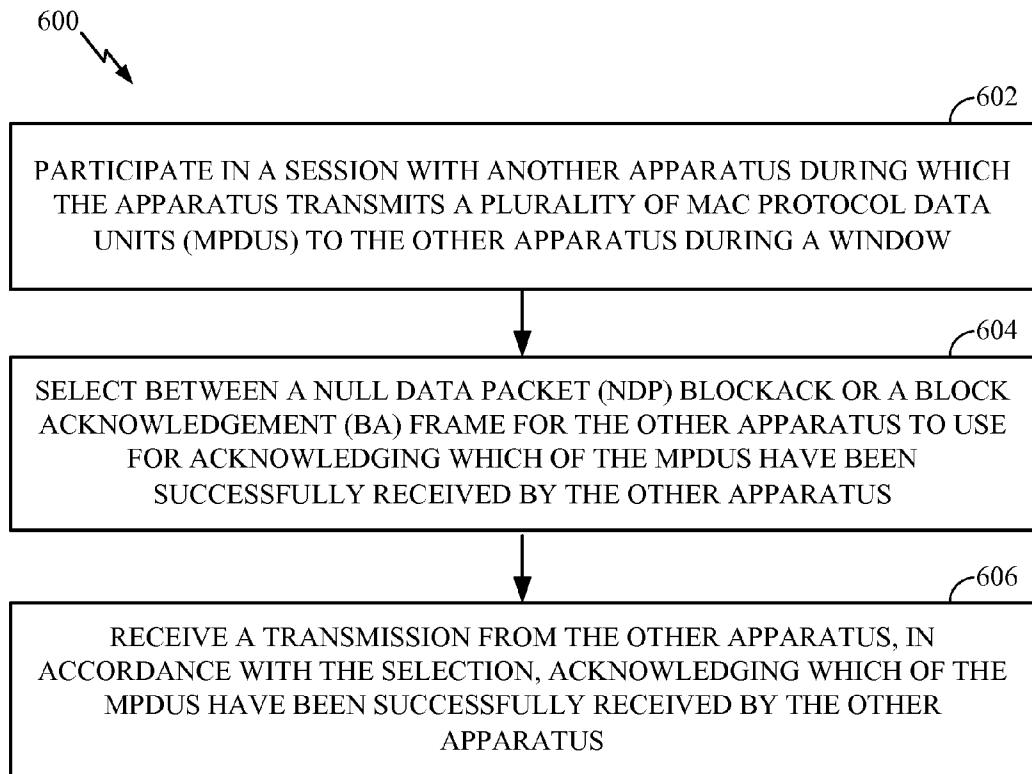 600
602
PARTICIPATE IN A SESSION WITH ANOTHER APPARATUS DURING WHICH
THE APPARATUS TRANSMITS A PLURALITY OF MAC PROTOCOL DATA
UNITS (MPDUS) TO THE OTHER APPARATUS DURING A WINDOW
604
SELECT BETWEEN A NULL DATA PACKET (NDP) BLOCKACK OR A BLOCK
ACKNOWLEDGEMENT (BA) FRAME FOR THE OTHER APPARATUS TO USE
FOR ACKNOWLEDGING WHICH OF THE MPDUS HAVE BEEN
SUCCESSFULLY RECEIVED BY THE OTHER APPARATUS
606
RECEIVE A TRANSMISSION FROM THE OTHER APPARATUS, IN
ACCORDANCE WITH THE SELECTION, ACKNOWLEDGING WHICH OF THE
MPDUS HAVE BEEN SUCCESSFULLY RECEIVED BY THE OTHER
APPARATUS